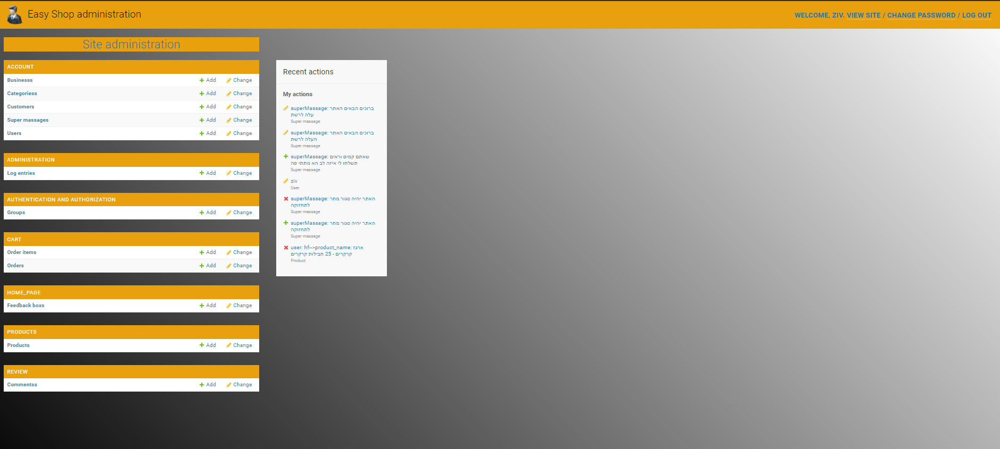 Easy Shop administration
WELCOME, ZIV. VIEW SITE / CHANGE PASSWORD / LOG OUT
Site administration
ACCOUNT
Businesss Add Change
Categoriess Add Change
Customers Add Change
Super massages Add Change
Users Add Change
ADMINISTRATION
Log entries Add Change
AUTHENTICATION AND AUTHORIZATION
Groups Add Change
CART
Order items Add Change
Orders Add Change
HOME_PAGE
Feedback boxs Add Change
PRODUCTS
Products Add Change
REVIEW
Commentss Add Change
Recent actions
My actions
superMassage: ברוכים הבאים האתר
עלה לרשת
Super massage
superMassage: ברוכים הבאים האתר
העלה לרשת
Super massage
superMassage: שאתם קמים וראים
תשלחו לי איזה לב הא מתתי פה
Super massage
ziv
User
superMassage: האתר יהיה סגור מחר
לתחזוקה
Super massage
superMassage: האתר יהיה סגור מחר
לתחזוקה
Super massage
user: hf-->product_name: ארגז
קרקרים - 25 חבילות קרקרים
Product